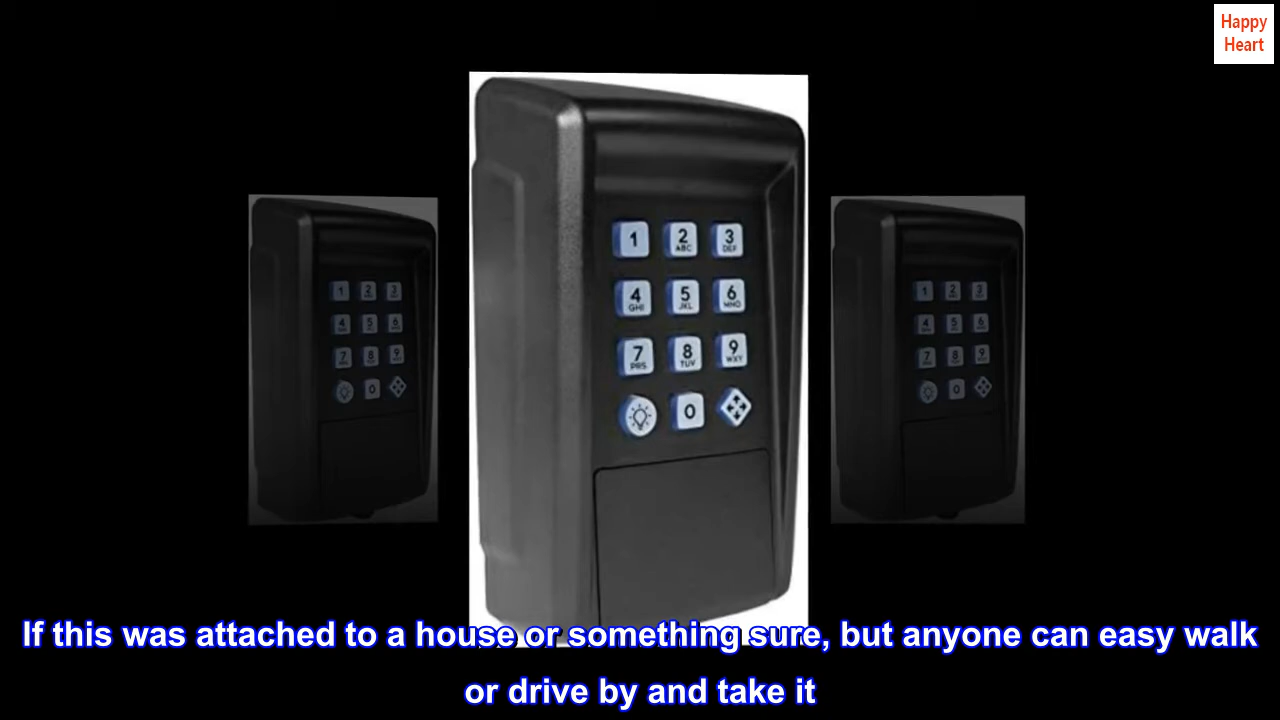 Happy
Heart
1 2 3
ABC DEF
4 5 6
GHI JKL MNO
7 8 9
PRS TUV WXY
0
If this was attached to a house or something sure, but anyone can easy walk
or drive by and take it